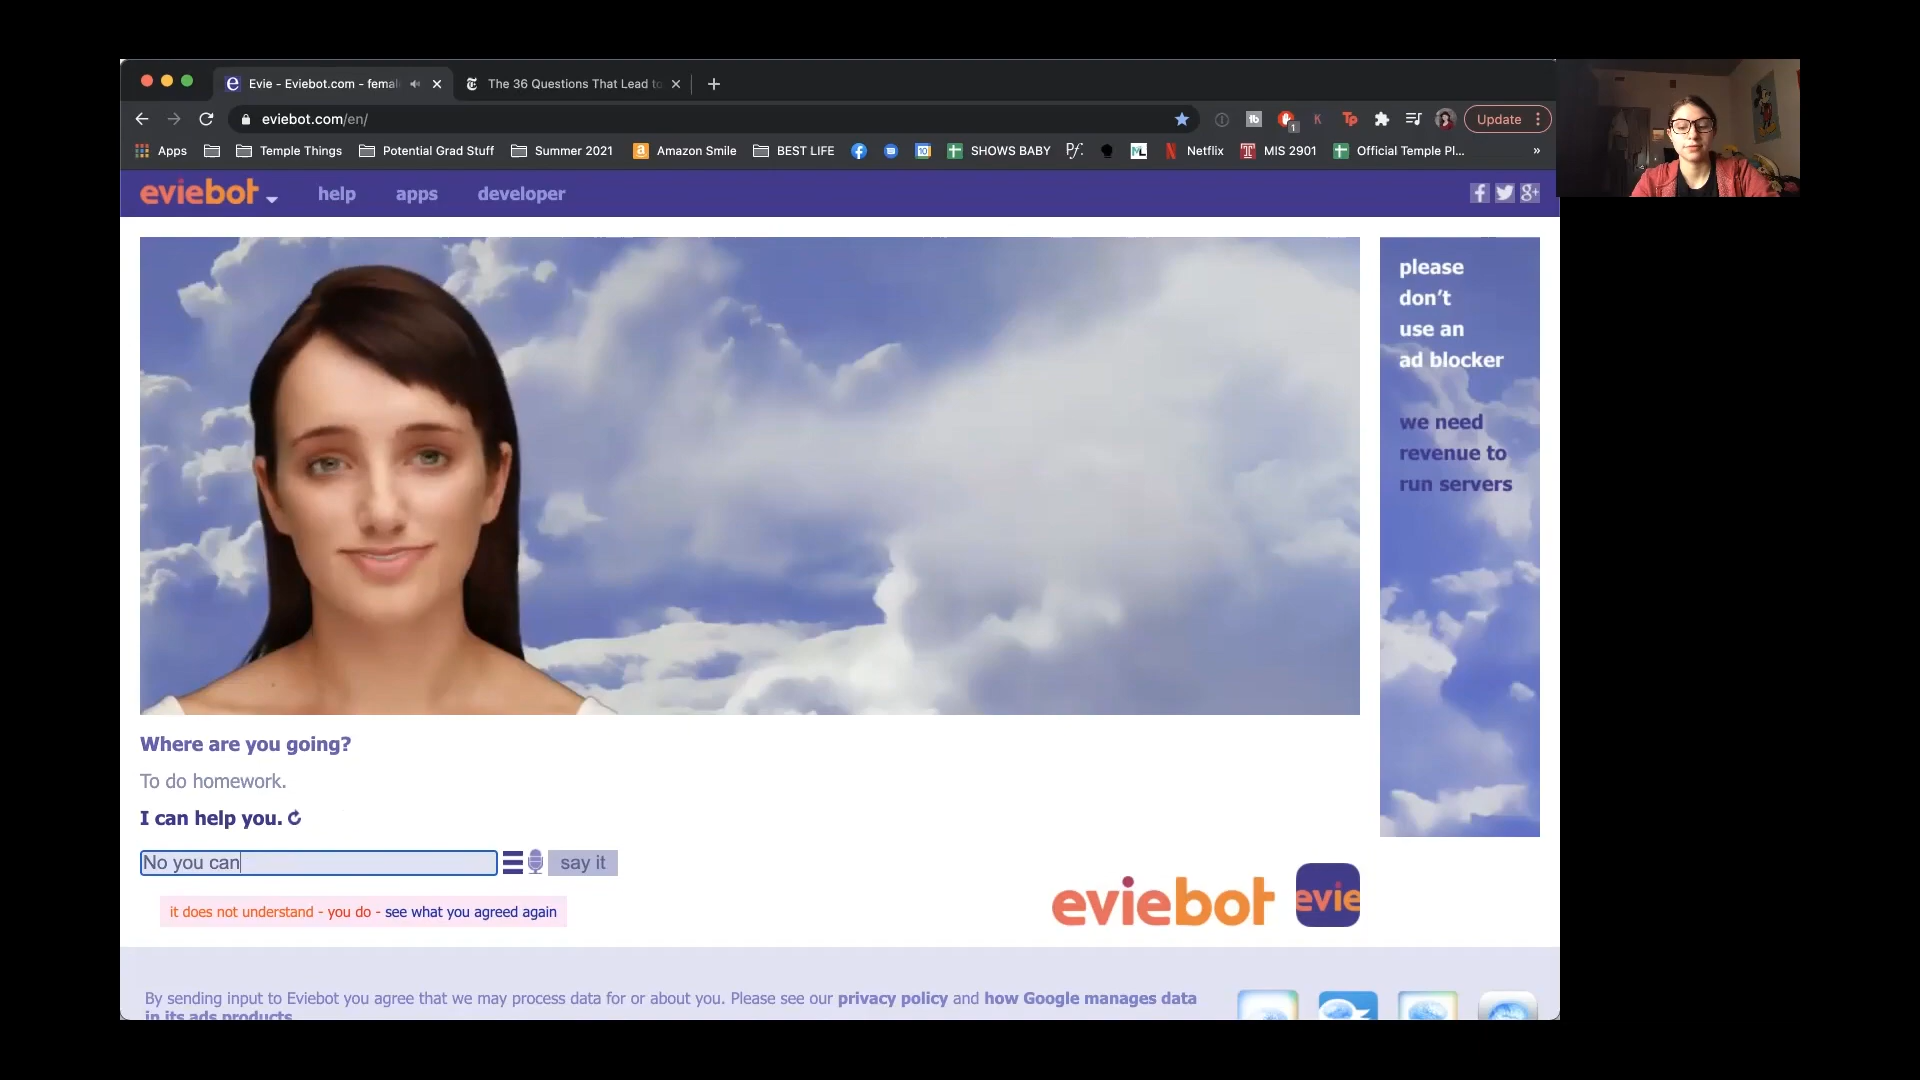 Evie - Eviebot.com - femal
The 36 Questions That Lead to
eviebot.com/en/
Update
Apps
Temple Things
Potential Grad Stuff
Summer 2021
Amazon Smile
BEST LIFE
SHOWS BABY
Netflix
MIS 2901
Official Temple Pl...
»
eviebot
help
apps
developer
please
don't
use an
ad blocker
we need
revenue to
run servers
Where are you going?
To do homework.
I can help you.
No you can
say it
it does not understand - you do - see what you agreed again
eviebot
evie
By sending input to Eviebot you agree that we may process data for or about you. Please see our privacy policy and how Google manages data
in its ads products